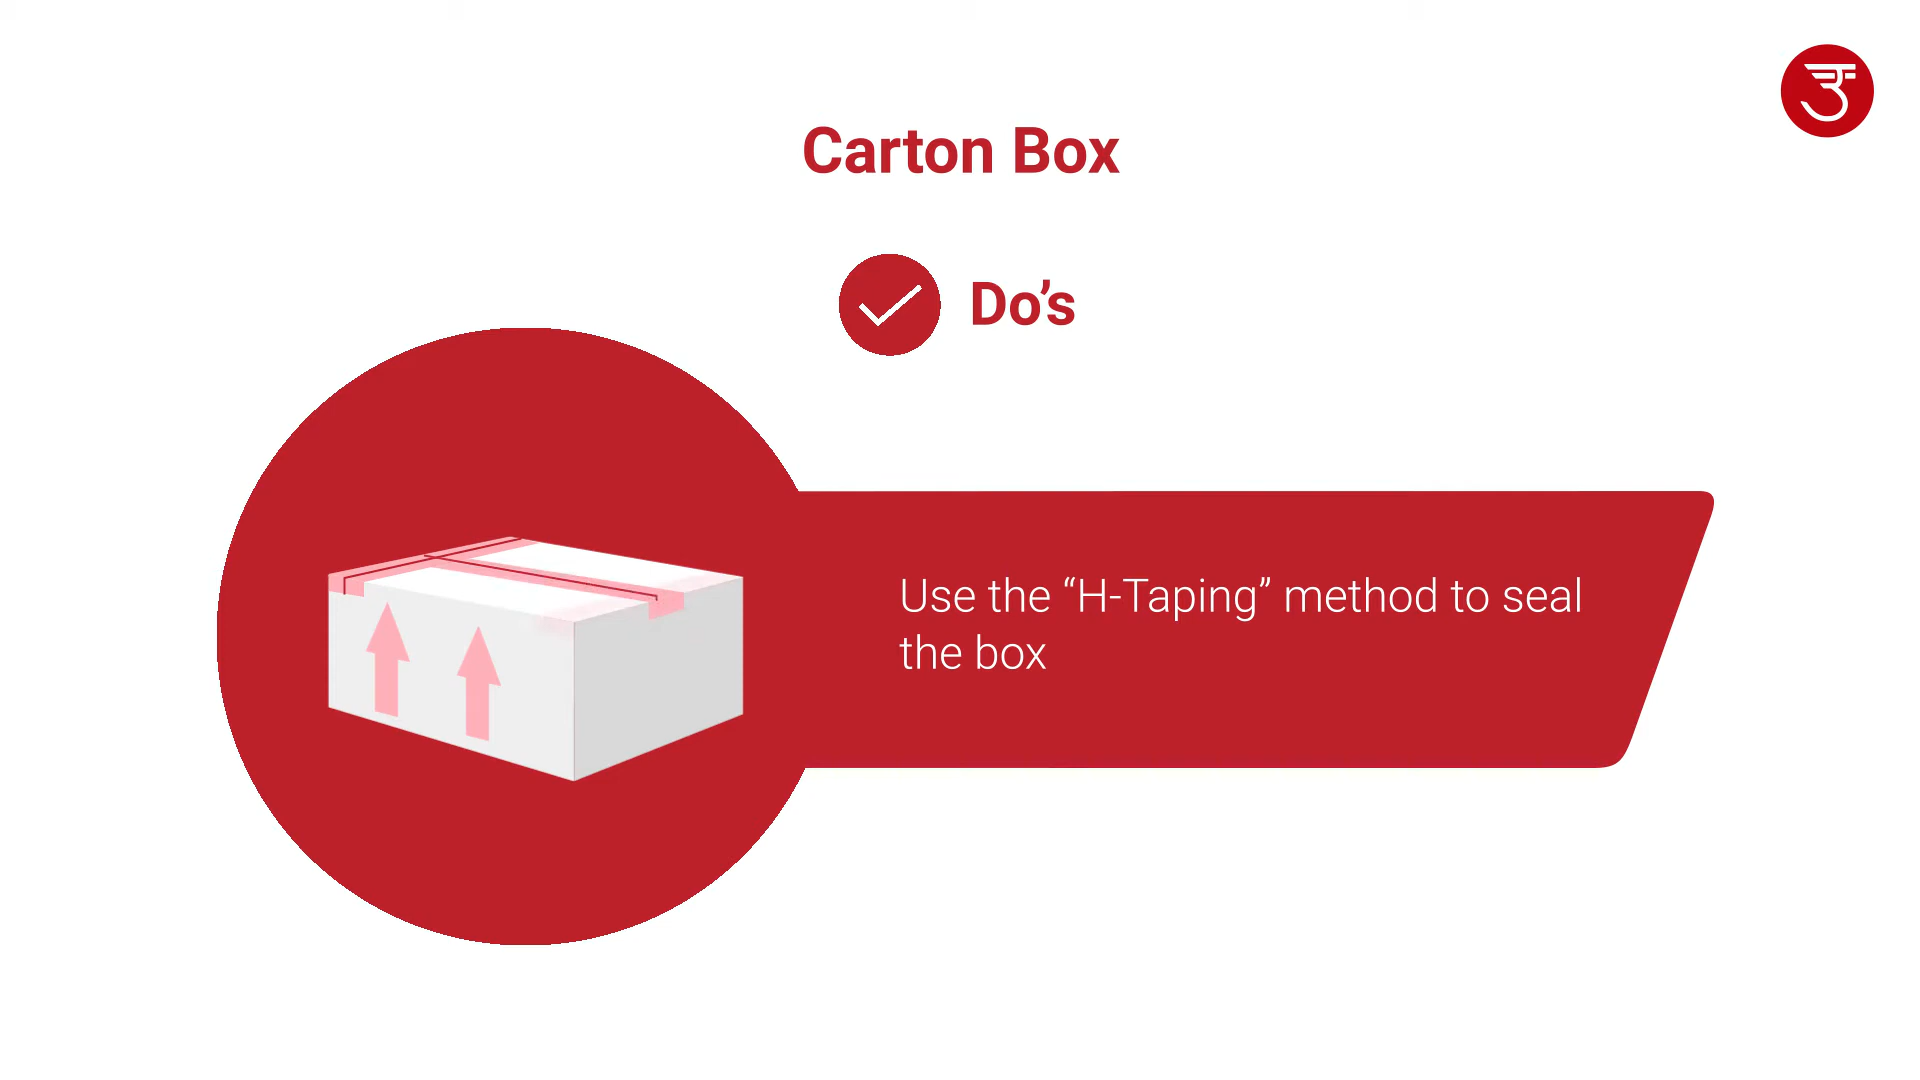 Carton Box
Do’s
Use the “H-Taping” method to seal
the box